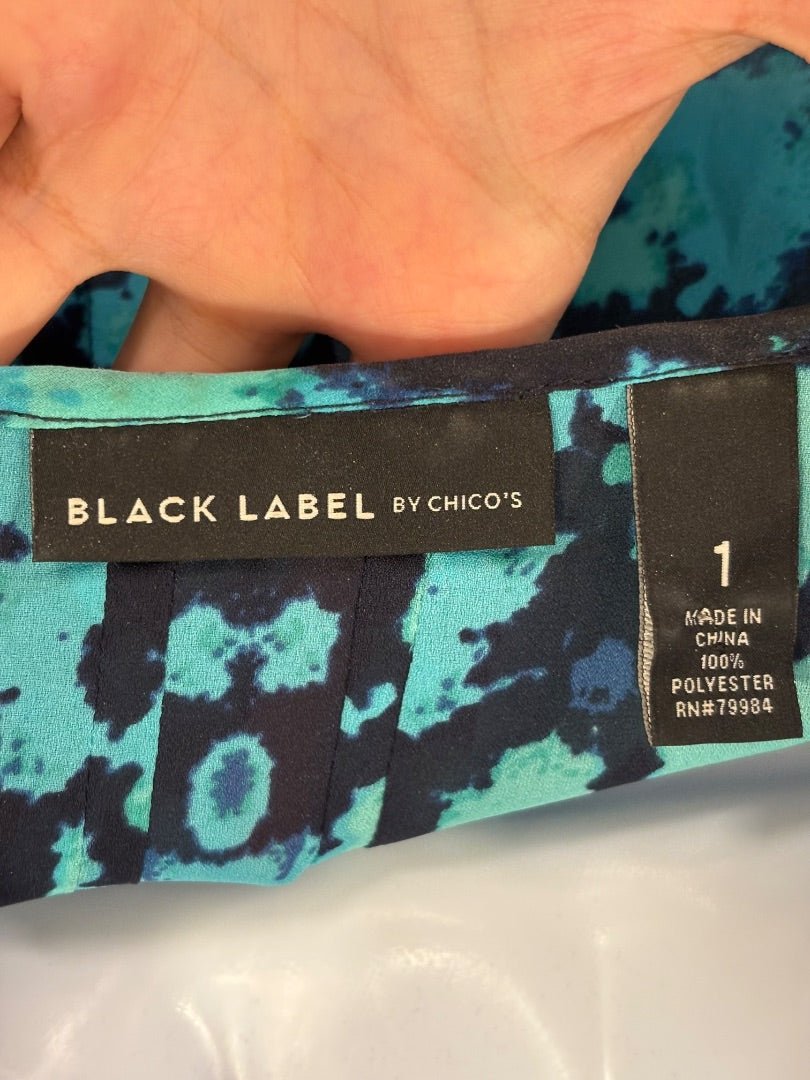 BLACK LABEL BY CHICO'S
1
MADE IN
CHINA
100%
POLYESTER
RN#79984